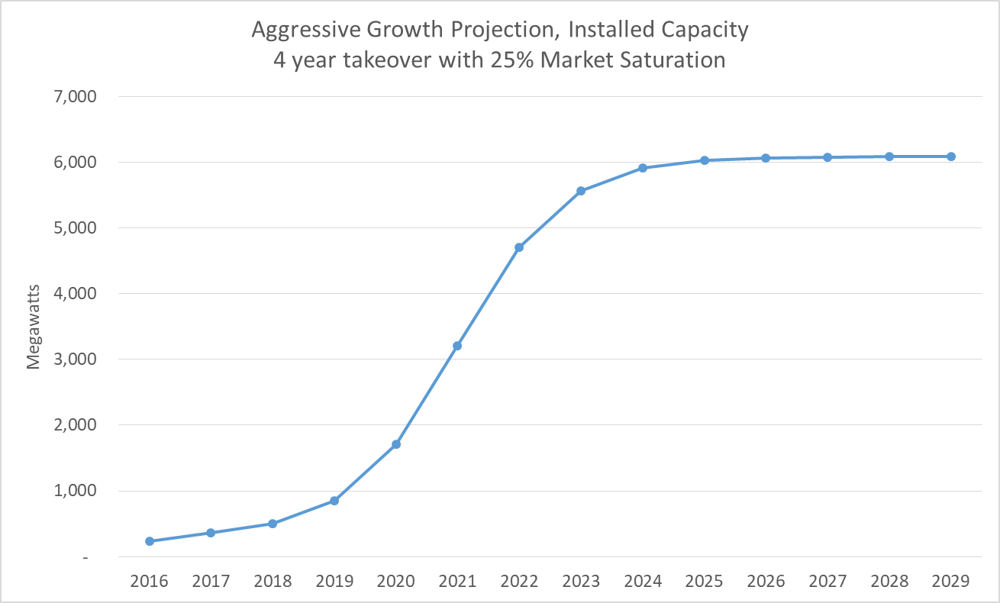 Aggressive Growth Projection, Installed Capacity
4 year takeover with 25% Market Saturation
7,000
6,000
5,000
4,000
3,000
2,000
1,000
-
Megawatts
2016 2017 2018 2019 2020 2021 2022 2023 2024 2025 2026 2027 2028 2029